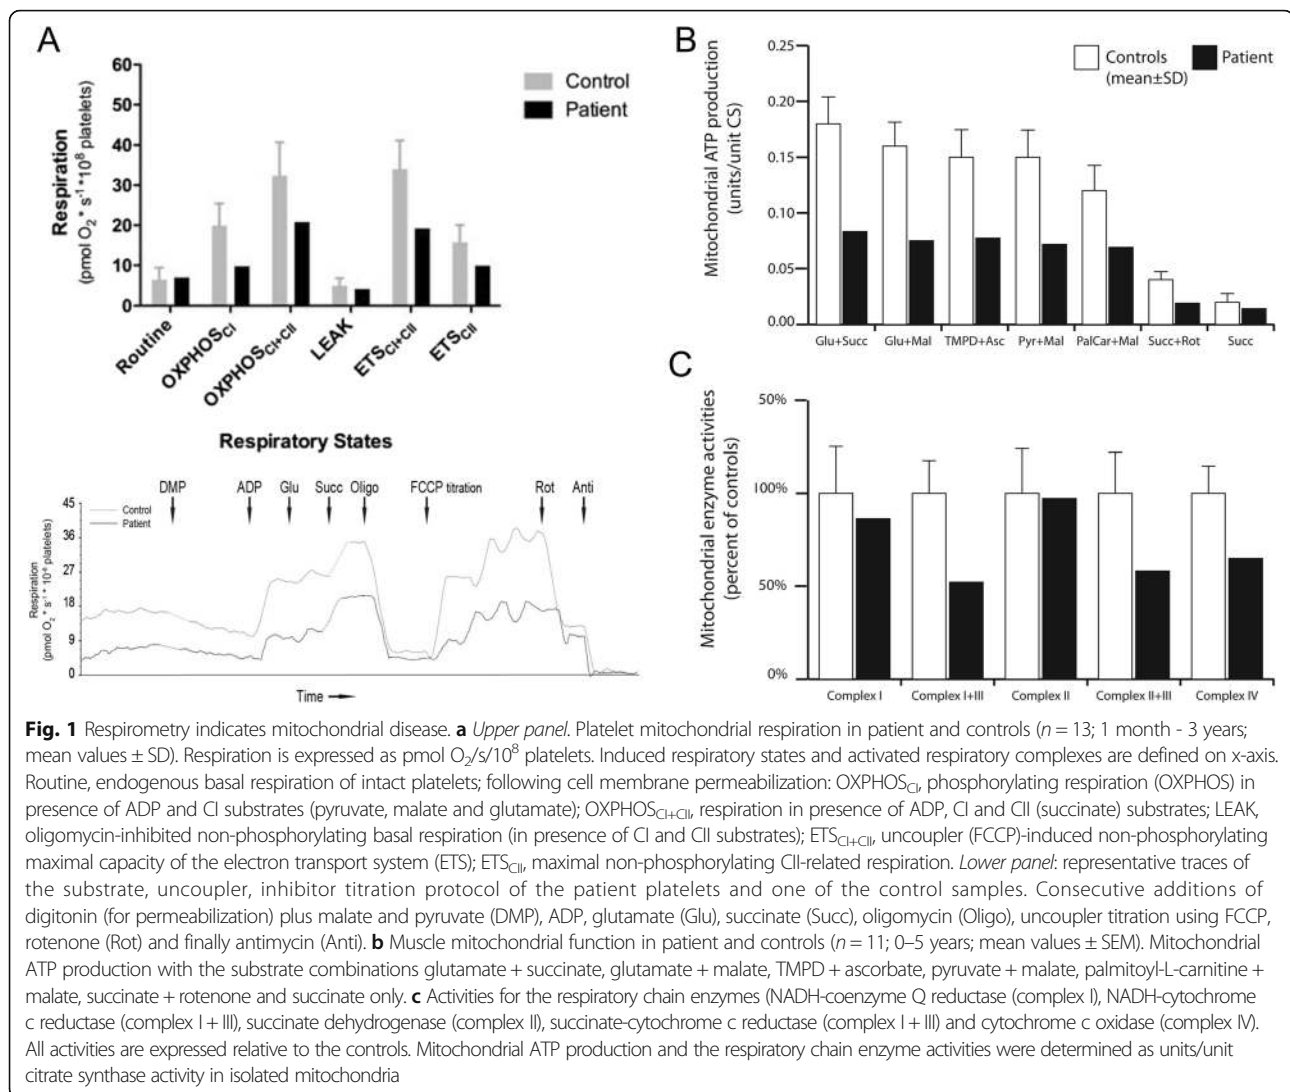 A
60
50
40
30
20
10
0
Respiration
(pmol O₂ * s⁻¹ *10⁸ platelets)
Control
Patient
Routine
OXPHOS_CI
OXPHOS_CI+CII
LEAK
ETS_CI+CII
ETS_CII
Respiratory States
45
36
27
18
9
0
Respiration
(pmol O₂ * s⁻¹ * 10⁻⁸ platelets)
Control
Patient
DMP
ADP
Glu
Succ
Oligo
FCCP titration
Rot
Anti
Time
B
0.25
0.20
0.15
0.10
0.05
0.00
Mitochondrial ATP production
(units/unit CS)
Controls
(mean±SD)
Patient
Glu+Succ
Glu+Mal
TMPD+Asc
Pyr+Mal
PalCar+Mal
Succ+Rot
Succ
C
50%
100%
50%
0%
Mitochondrial enzyme activities
(percent of controls)
Complex I
Complex I+III
Complex II
Complex II+III
Complex IV
Fig. 1 Respirometry indicates mitochondrial disease. a Upper panel. Platelet mitochondrial respiration in patient and controls (n = 13; 1 month - 3 years;
mean values ± SD). Respiration is expressed as pmol O₂/s/10⁸ platelets. Induced respiratory states and activated respiratory complexes are defined on x-axis.
Routine, endogenous basal respiration of intact platelets; following cell membrane permeabilization: OXPHOS_CI, phosphorylating respiration (OXPHOS) in
presence of ADP and CI substrates (pyruvate, malate and glutamate); OXPHOS_CI+CII, respiration in presence of ADP, CI and CII (succinate) substrates; LEAK,
oligomycin-inhibited non-phosphorylating basal respiration (in presence of CI and CII substrates); ETS_CI+CII, uncoupler (FCCP)-induced non-phosphorylating
maximal capacity of the electron transport system (ETS); ETS_CII, maximal non-phosphorylating CII-related respiration. Lower panel: representative traces of
the substrate, uncoupler, inhibitor titration protocol of the patient platelets and one of the control samples. Consecutive additions of
digitonin (for permeabilization) plus malate and pyruvate (DMP), ADP, glutamate (Glu), succinate (Succ), oligomycin (Oligo), uncoupler titration using FCCP,
rotenone (Rot) and finally antimycin (Anti). b Muscle mitochondrial function in patient and controls (n = 11; 0–5 years; mean values ± SEM). Mitochondrial
ATP production with the substrate combinations glutamate + succinate, glutamate + malate, TMPD + ascorbate, pyruvate + malate, palmitoyl-L-carnitine +
malate, succinate + rotenone and succinate only. c Activities for the respiratory chain enzymes (NADH-coenzyme Q reductase (complex I), NADH-cytochrome
c reductase (complex I + III), succinate dehydrogenase (complex II), succinate-cytochrome c reductase (complex I + III) and cytochrome c oxidase (complex IV).
All activities are expressed relative to the controls. Mitochondrial ATP production and the respiratory chain enzyme activities were determined as units/unit
citrate synthase activity in isolated mitochondria